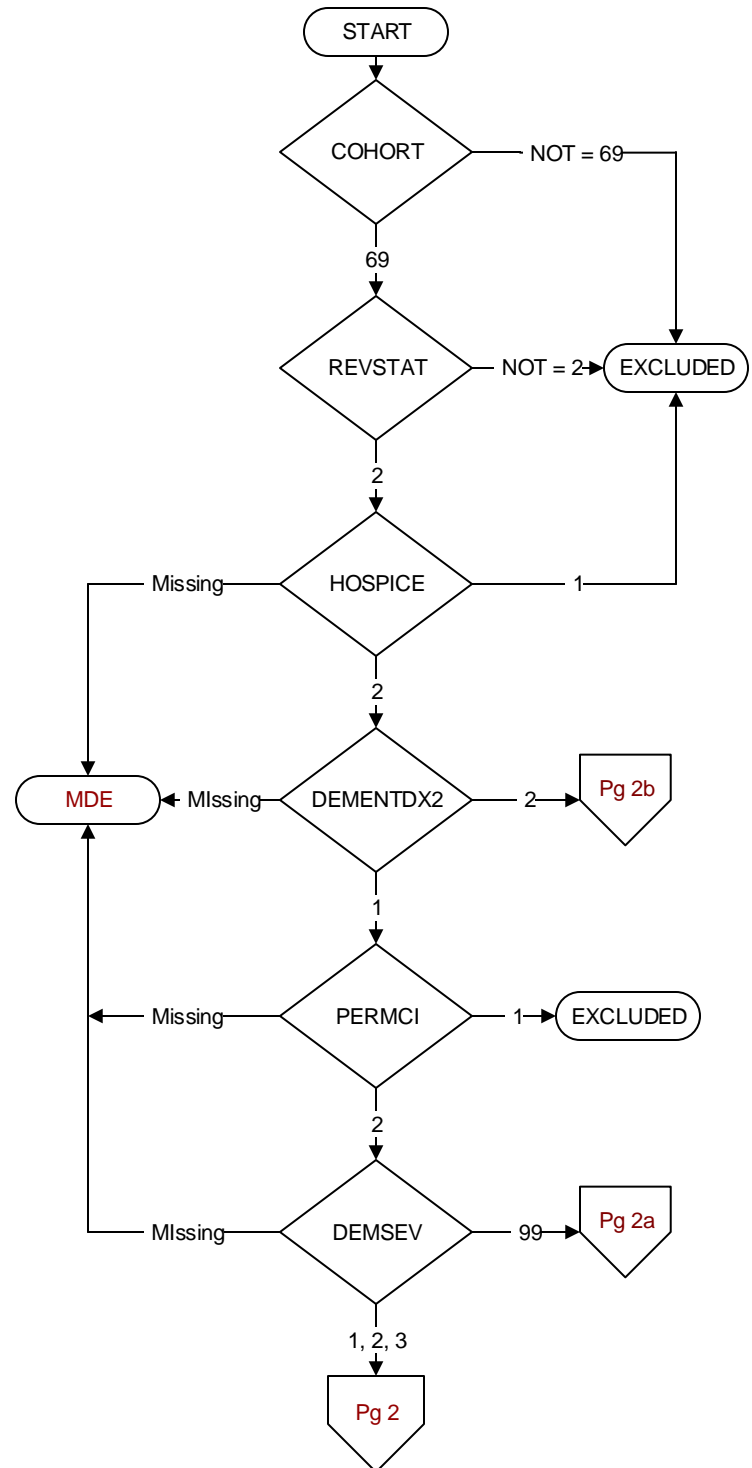 START
COHORT
NOT = 69
69
REVSTAT
NOT = 2
EXCLUDED
2
Missing
HOSPICE
1
2
MDE
MIssing
DEMENTDX2
2
Pg 2b
1
Missing
PERMCI
1
EXCLUDED
2
MIssing
DEMSEV
99
Pg 2a
1, 2, 3
Pg 2